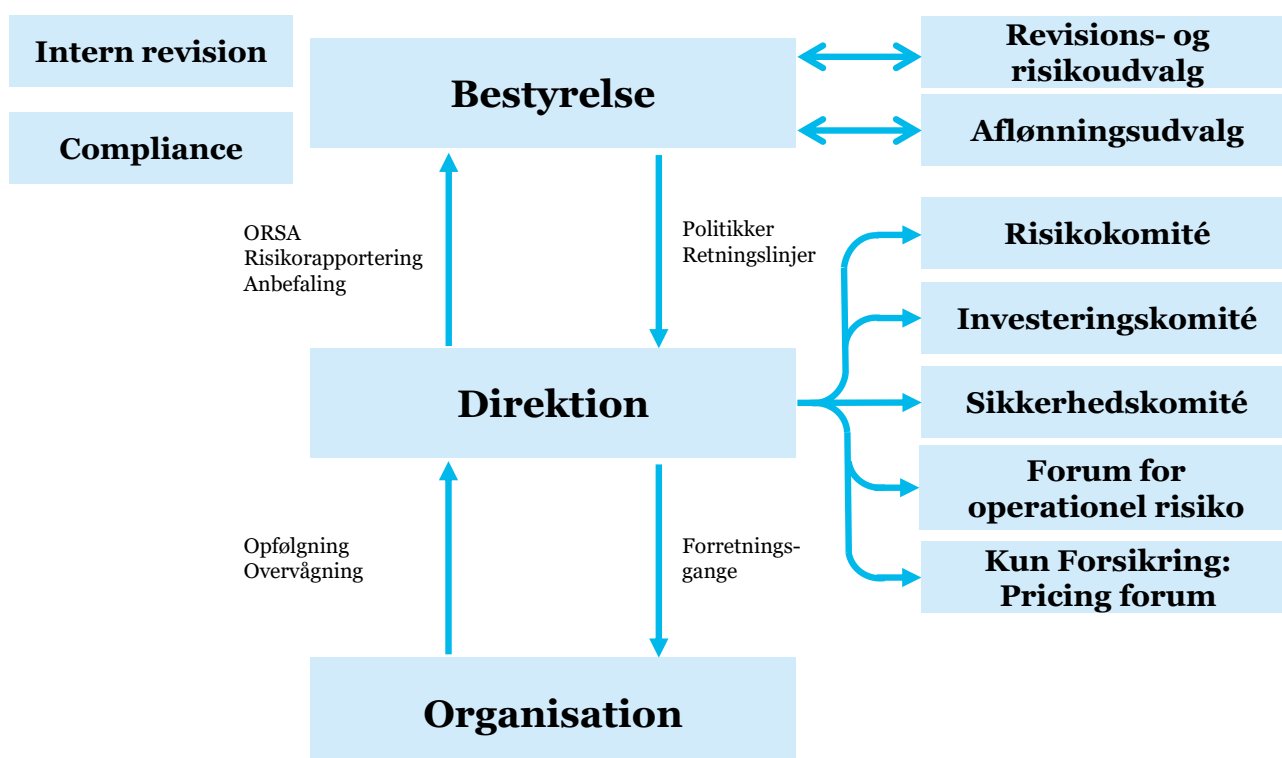 Intern revision
Compliance
Bestyrelse
Revisions- og
risikoudvalg
Aflønningsudvalg
ORSA
Risikorapportering
Anbefaling
Politikker
Retningslinjer
Risikokomité
Investeringskomité
Direktion
Sikkerhedskomité
Forum for
operationel risiko
Opfølgning
Overvågning
Forretnings-
gange
Kun Forsikring:
Pricing forum
Organisation